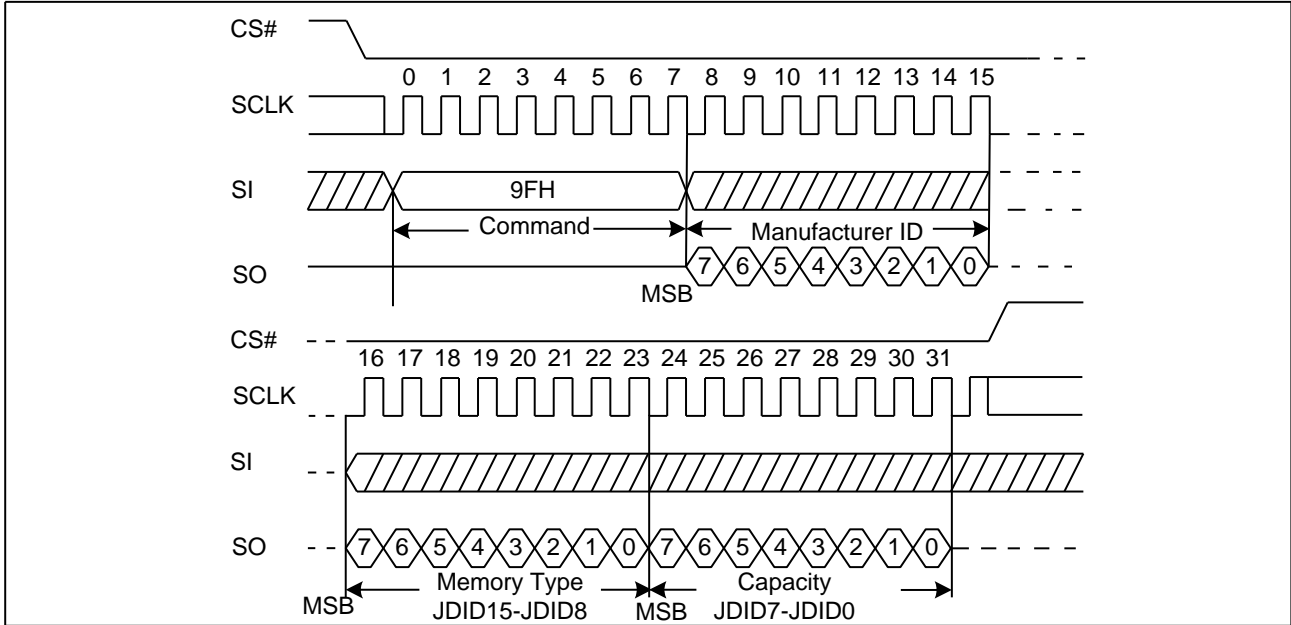 CS#
0 1 2 3 4 5 6 7 8 9 10 11 12 13 14 15
SCLK
SI 9FH
Command Manufacturer ID
SO 7 6 5 4 3 2 1 0
MSB
CS#
16 17 18 19 20 21 22 23 24 25 26 27 28 29 30 31
SCLK
SI
SO 7 6 5 4 3 2 1 0 7 6 5 4 3 2 1 0
Memory Type Capacity
MSB JDID15-JDID8 MSB JDID7-JDID0